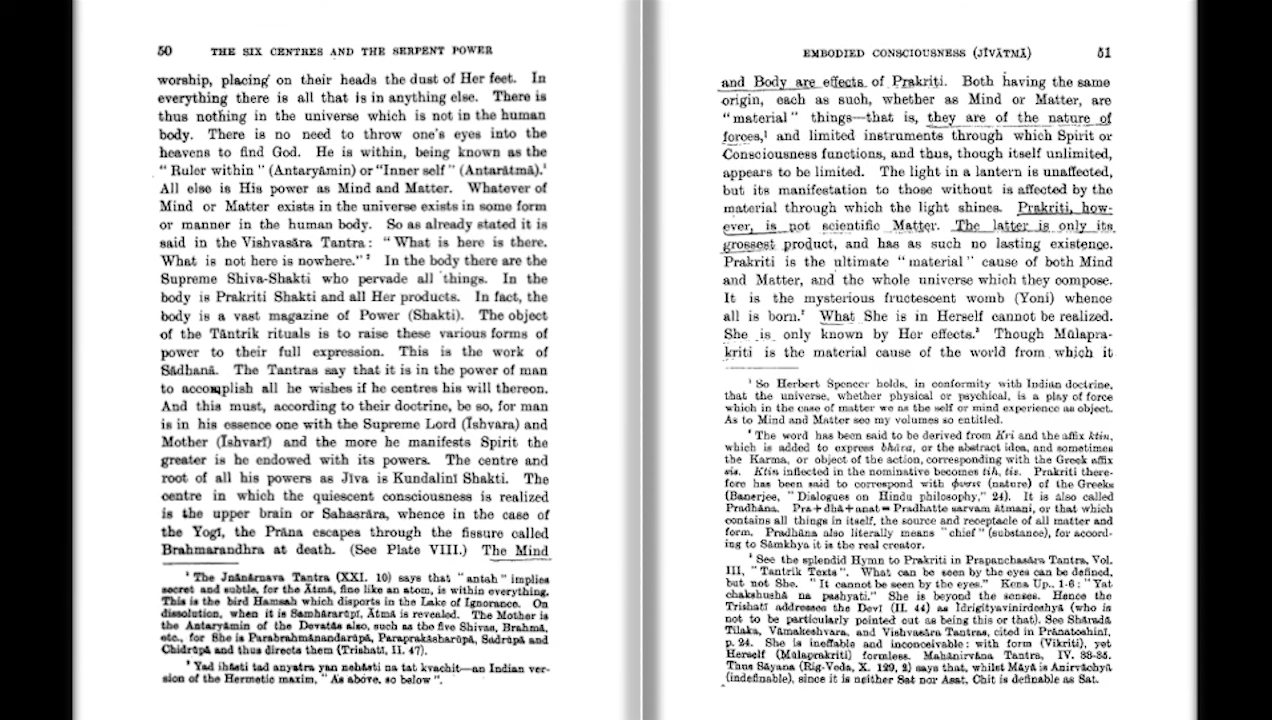 50 THE SIX CENTRES AND THE SERPENT POWER
worship, placing on their heads the dust of Her feet. In
everything there is all that is in anything else. There is
thus nothing in the universe which is not in the human
body. There is no need to throw one's eyes into the
heavens to find God. He is within, being known as the
"Ruler within" (Antaryāmin) or "Inner self" (Antarātmā).¹
All else is His power as Mind and Matter. Whatever of
Mind or Matter exists in the universe exists in some form
or manner in the human body. So as already stated it is
said in the Vishvasāra Tantra: "What is here is there.
What is not here is nowhere."² In the body there are the
Supreme Shiva-Shakti who pervade all things. In the
body is Prakriti Shakti and all Her products. In fact, the
body is a vast magazine of Power (Shakti). The object
of the Tāntrik rituals is to raise these various forms of
power to their full expression. This is the work of
Sādhanā. The Tantras say that it is in the power of man
to accomplish all he wishes if he centres his will thereon.
And this must, according to their doctrine, be so, for man
is in his essence one with the Supreme Lord (Īshvara) and
Mother (Īshvarī) and the more he manifests Spirit the
greater is he endowed with its powers. The centre and
root of all his powers as Jīva is Kundalinī Shakti. The
centre in which the quiescent consciousness is realized
is the upper brain or Sahasrāra, whence in the case of
the Yogī, the Prāna escapes through the fissure called
Brahmarandhra at death. (See Plate VIII.) The Mind
¹ The Jnānārnava Tantra (XXI. 10) says that "antah" implies
secret and subtle, for the Ātmā, fine like an atom, is within everything.
This is the bird Hamsah which disports in the Lake of Ignorance. On
dissolution, when it is Samhārarūpī, Ātmā is revealed. The Mother is
the Antaryāmin of the Devatās also, such as the five Shivas, Brahmā,
etc., for She is Parabrahmānandarūpā, Paraprakāsharūpā, Sadrūpā and
Chidrūpā and thus directs them (Trishatī, II. 47).
² Yad ihāsti tad anyatra yan nehāsti na tat kvachit—an Indian ver-
sion of the Hermetic maxim, "As above, so below".
EMBODIED CONSCIOUSNESS (JĪVĀTMĀ) 51
and Body are effects of Prakriti. Both having the same
origin, each as such, whether as Mind or Matter, are
"material" things—that is, they are of the nature of
forces,¹ and limited instruments through which Spirit or
Consciousness functions, and thus, though itself unlimited,
appears to be limited. The light in a lantern is unaffected,
but its manifestation to those without is affected by the
material through which the light shines. Prakriti, how-
ever, is not scientific Matter. The latter is only its
grossest product, and has as such no lasting existence.
Prakriti is the ultimate "material" cause of both Mind
and Matter, and the whole universe which they compose.
It is the mysterious fructescent womb (Yoni) whence
all is born.² What She is in Herself cannot be realized.
She is only known by Her effects.³ Though Mūlapra-
kriti is the material cause of the world from which it
¹ So Herbert Spencer holds, in conformity with Indian doctrine,
that the universe, whether physical or psychical, is a play of force
which in the case of matter we as the self or mind experience as object.
As to Mind and Matter see my volumes so entitled.
² The word has been said to be derived from Kri and the affix ktin,
which is added to express bhāva, or the abstract idea, and sometimes
the Karma, or object of the action, corresponding with the Greek affix
sis. Ktin inflected in the nominative becomes tih, tis. Prakriti there-
fore has been said to correspond with φυσις (nature) of the Greeks
(Banerjee, "Dialogues on Hindu philosophy," 24). It is also called
Pradhāna. Pra+dhā+anat=Pradhatte sarvam ātmani, or that which
contains all things in itself, the source and receptacle of all matter and
form. Pradhāna also literally means "chief" (substance), for accord-
ing to Sāmkhya it is the real creator.
³ See the splendid Hymn to Prakriti in Prapanchasāra Tantra, Vol.
III, "Tantrik Texts". What can be seen by the eyes can be defined,
but not She. "It cannot be seen by the eyes." Kena Up., 1-6: "Yat
chakshushā na pashyati." She is beyond the senses. Hence the
Trishatī addresses the Devī (II. 44) as Idrigityavinirdeshyā (who is
not to be particularly pointed out as being this or that). See Shāradā
Tilaka, Vāmakeshvara, and Vishvasāra Tantras, cited in Prānatoshinī,
p. 24. She is ineffable and inconceivable: with form (Vikriti), yet
Herself (Mūlaprakriti) formless. Mahānirvāna Tantra, IV. 33-35.
Thus Sāyana (Rig-Veda, X. 129, 2) says that, whilst Māyā is Anirvāchyā
(indefinable), since it is neither Sat nor Asat, Chit is definable as Sat.